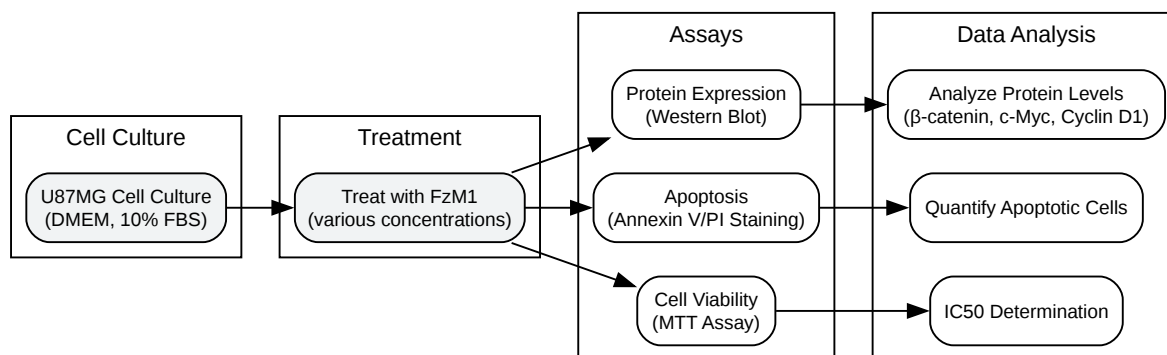 Cell Culture
U87MG Cell Culture
(DMEM, 10% FBS)
Treatment
Treat with FzM1
(various concentrations)
Assays
Protein Expression
(Western Blot)
Apoptosis
(Annexin V/PI Staining)
Cell Viability
(MTT Assay)
Data Analysis
Analyze Protein Levels
(β-catenin, c-Myc, Cyclin D1)
Quantify Apoptotic Cells
IC50 Determination